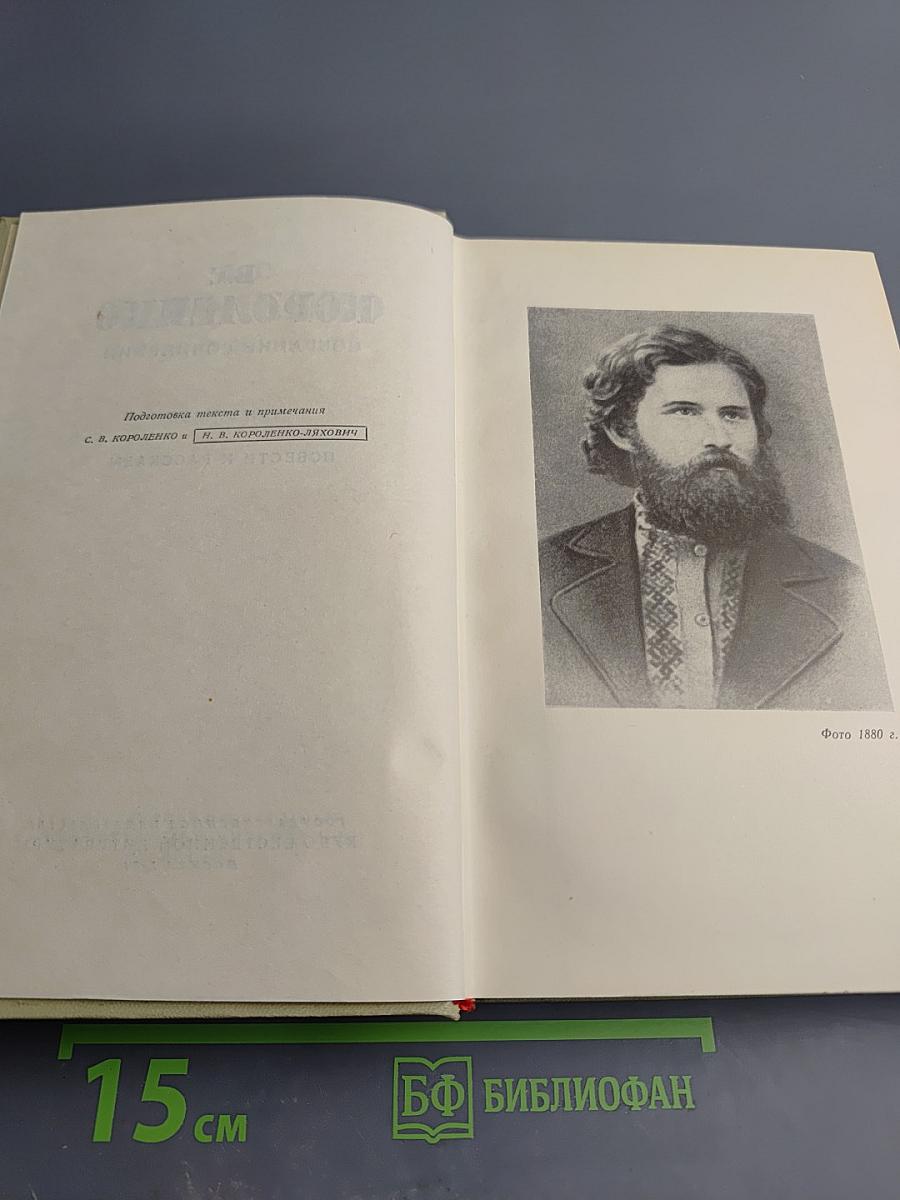 Подготовка текста и примечания
С. В. КОРОЛЕНКО и Н. В. КОРОЛЕНКО-ЛЯХОВИЧ
Фото 1880 г.
15 см
БФ БИБЛИОФАН